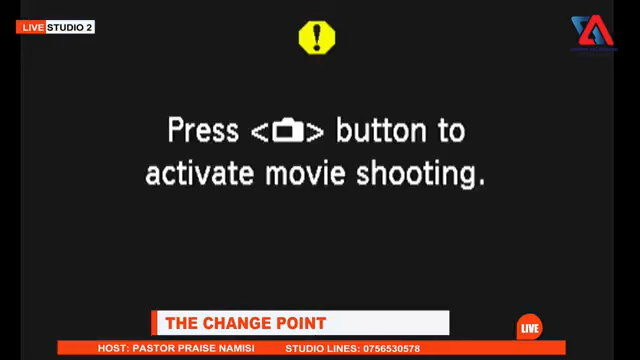 LIVE STUDIO 2
!
Press < > button to
activate movie shooting.
THE CHANGE POINT
LIVE
HOST: PASTOR PRAISE NAMISI STUDIO LINES: 0756530578